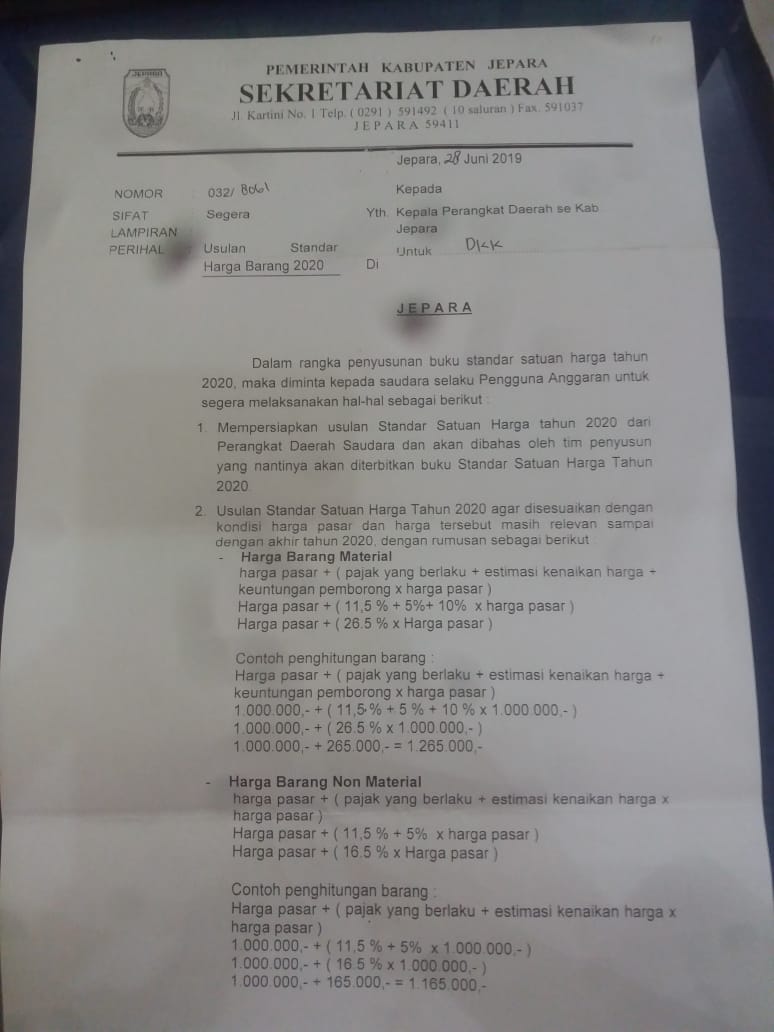 PEMERINTAH KABUPATEN JEPARA
SEKRETARIAT DAERAH
Jl. Kartini No. 1 Telp. ( 0291 ) 591492 ( 10 saluran ) Fax. 591037
J E P A R A 59411
JEPARA
Jepara, 28 Juni 2019
NOMOR : 032/ 8061
Kepada
SIFAT : Segera
Yth. Kepala Perangkat Daerah se Kab
LAMPIRAN :
Jepara
PERIHAL : Usulan Standar
Untuk DKK
Harga Barang 2020
Di
J E P A R A
Dalam rangka penyusunan buku standar satuan harga tahun
2020, maka diminta kepada saudara selaku Pengguna Anggaran untuk
segera melaksanakan hal-hal sebagai berikut :
1. Mempersiapkan usulan Standar Satuan Harga tahun 2020 dari
Perangkat Daerah Saudara dan akan dibahas oleh tim penyusun
yang nantinya akan diterbitkan buku Standar Satuan Harga Tahun
2020.
2. Usulan Standar Satuan Harga Tahun 2020 agar disesuaikan dengan
kondisi harga pasar dan harga tersebut masih relevan sampai
dengan akhir tahun 2020, dengan rumusan sebagai berikut :
- Harga Barang Material
harga pasar + ( pajak yang berlaku + estimasi kenaikan harga +
keuntungan pemborong x harga pasar )
Harga pasar + ( 11,5 % + 5%+ 10% x harga pasar )
Harga pasar + ( 26.5 % x Harga pasar )
Contoh penghitungan barang :
Harga pasar + ( pajak yang berlaku + estimasi kenaikan harga +
keuntungan pemborong x harga pasar )
1.000.000,- + ( 11,5 % + 5 % + 10 % x 1.000.000,- )
1.000.000,- + ( 26.5 % x 1.000.000,- )
1.000.000,- + 265.000,- = 1.265.000,-
- Harga Barang Non Material
harga pasar + ( pajak yang berlaku + estimasi kenaikan harga x
harga pasar )
Harga pasar + ( 11,5 % + 5% x harga pasar )
Harga pasar + ( 16.5 % x Harga pasar )
Contoh penghitungan barang :
Harga pasar + ( pajak yang berlaku + estimasi kenaikan harga x
harga pasar )
1.000.000,- + ( 11,5 % + 5% x 1.000.000,- )
1.000.000,- + ( 16.5 % x 1.000.000,- )
1.000.000,- + 165.000,- = 1.165.000,-